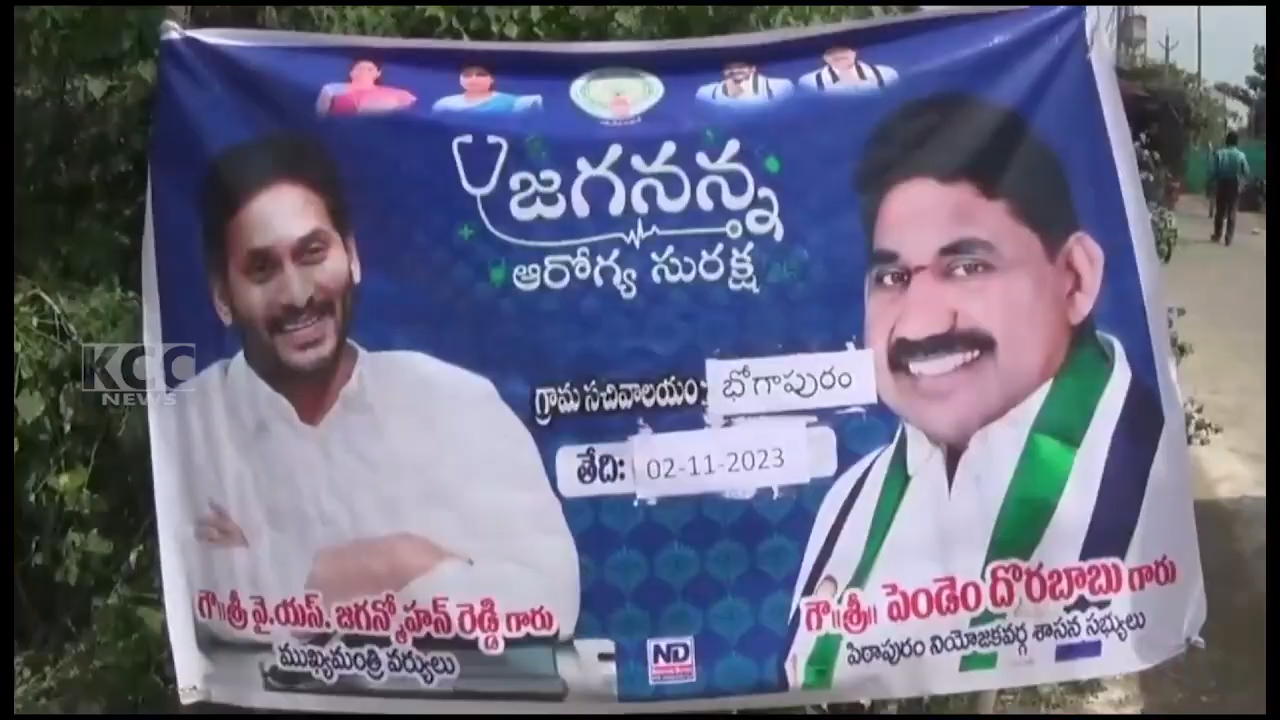 జగనన్న
ఆరోగ్య సురక్ష
KCC
NEWS
గ్రామ సచివాలయం : భోగాపురం
తేది: 02-11-2023
గౌ॥శ్రీ వై.యస్. జగన్మోహన్ రెడ్డి గారు
ముఖ్యమంత్రి వర్యులు
గౌ॥శ్రీ॥ పెండెం దొరబాబు గారు
పిఠాపురం నియోజకవర్గ శాసన సభ్యులు
ND